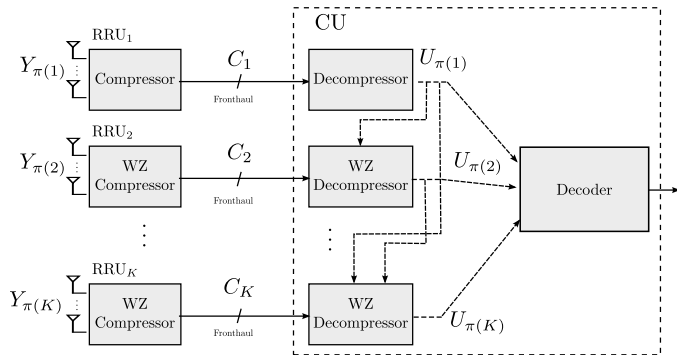 CU
RRU₁
Y_π(1)
Compressor
C₁
Fronthaul
Decompressor
U_π(1)
RRU₂
Y_π(2)
WZ
Compressor
C₂
Fronthaul
WZ
Decompressor
U_π(2)
Decoder
RRU_K
Y_π(K)
WZ
Compressor
C_K
Fronthaul
WZ
Decompressor
U_π(K)